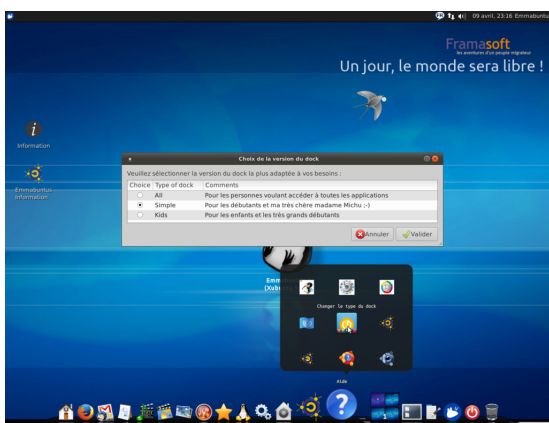 FR
09 avril, 23:16 Emmabuntu
Framasoft
les aventures d'un peuple migrateur
Un jour, le monde sera libre !
Information
Emmabuntus
Information
Choix de la version du dock
Veuillez sélectionner la version du dock la plus adaptée à vos besoins :
Choice Type of dock Comments
All Pour les personnes voulant accéder à toutes les applications
Simple Pour les débutants et ma très chère madame Michu ;-)
Kids Pour les enfants et les très grands débutants
Annuler Valider
Changer le type du dock
Aide
1